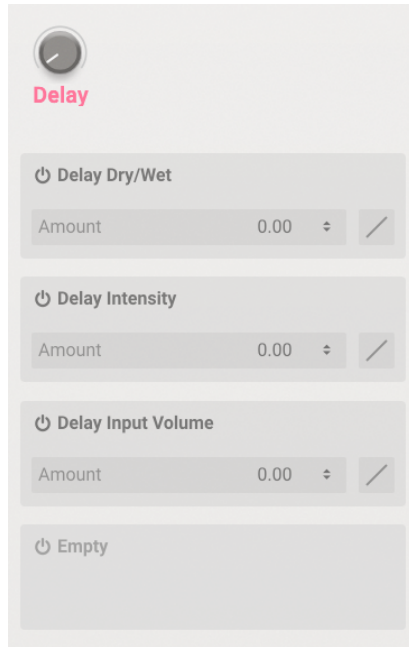 Delay
Delay Dry/Wet
Amount 0.00
Delay Intensity
Amount 0.00
Delay Input Volume
Amount 0.00
Empty